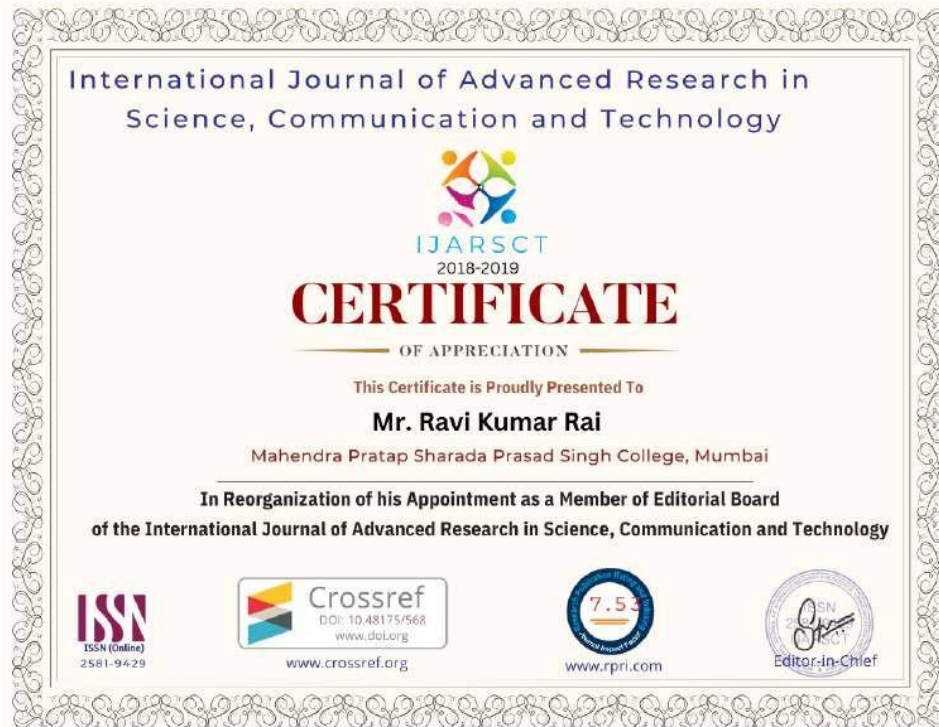 International Journal of Advanced Research in
Science, Communication and Technology
IJARSCT
2018-2019
CERTIFICATE
OF APPRECIATION
This Certificate is Proudly Presented To
Mr. Ravi Kumar Rai
Mahendra Pratap Sharada Prasad Singh College, Mumbai
In Reorganization of his Appointment as a Member of Editorial Board
of the International Journal of Advanced Research in Science, Communication and Technology
ISSN
ISSN (Online)
2581-9429
Crossref
DOI: 10.48175/568
www.doi.org
www.crossref.org
7.53
Journal Impact Factor
www.rpri.com
ISSN
Editor-in-Chief